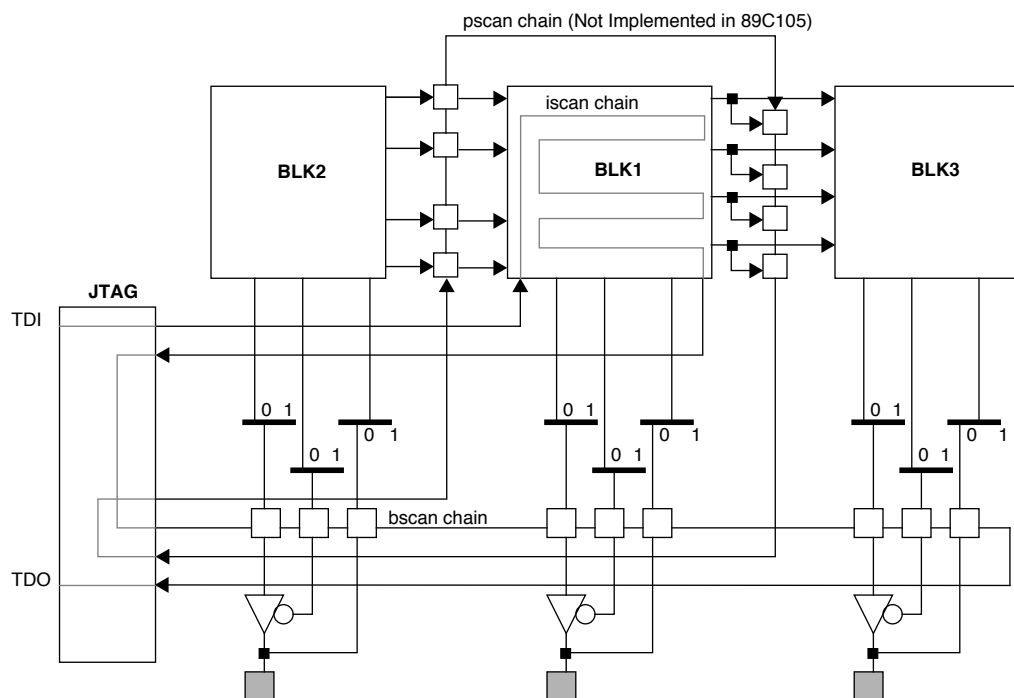 pscan chain (Not Implemented in 89C105)
iscan chain
BLK2
BLK1
BLK3
JTAG
TDI
0 1
0 1
0 1
0 1
0 1
0 1
0 1
0 1
0 1
bscan chain
TDO